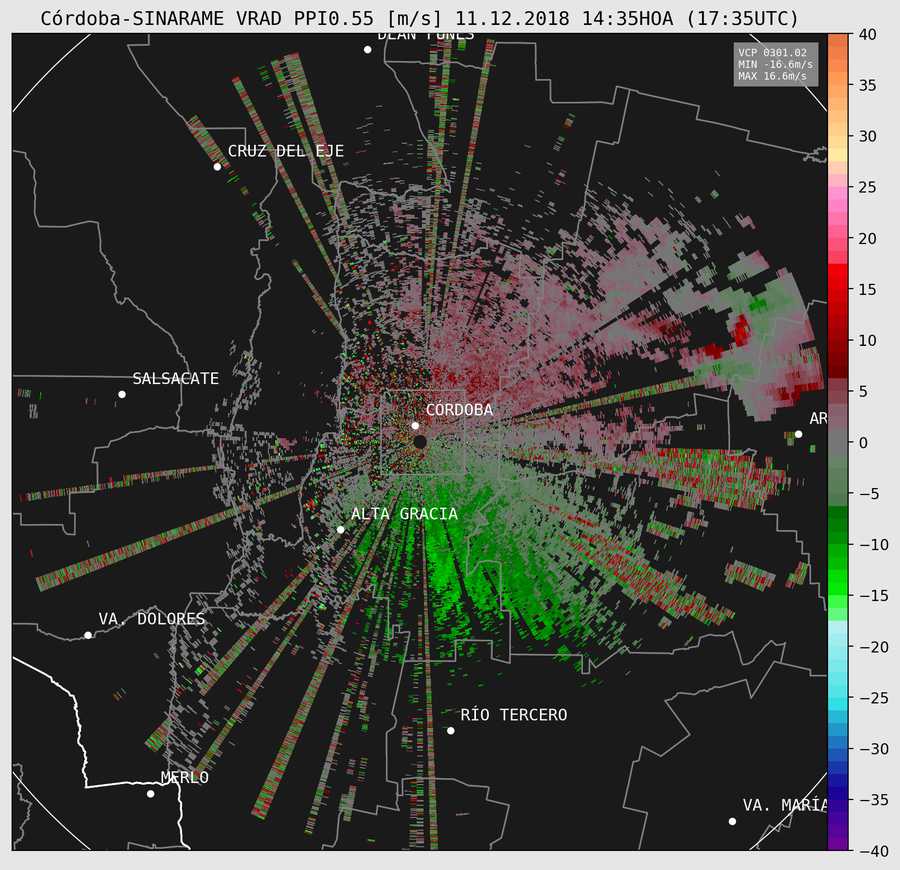 Córdoba-SINARAME VRAD PPI0.55 [m/s] 11.12.2018 14:35HOA (17:35UTC)
DEAN FUNES
VCP 0301.02
MIN -16.6m/s
MAX 16.6m/s
CRUZ DEL EJE
SALSACATE
CÓRDOBA
AR
ALTA GRACIA
VA. DOLORES
RÍO TERCERO
MERLO
VA. MARÍA
40
35
30
25
20
15
10
5
0
−5
−10
−15
−20
−25
−30
−35
−40